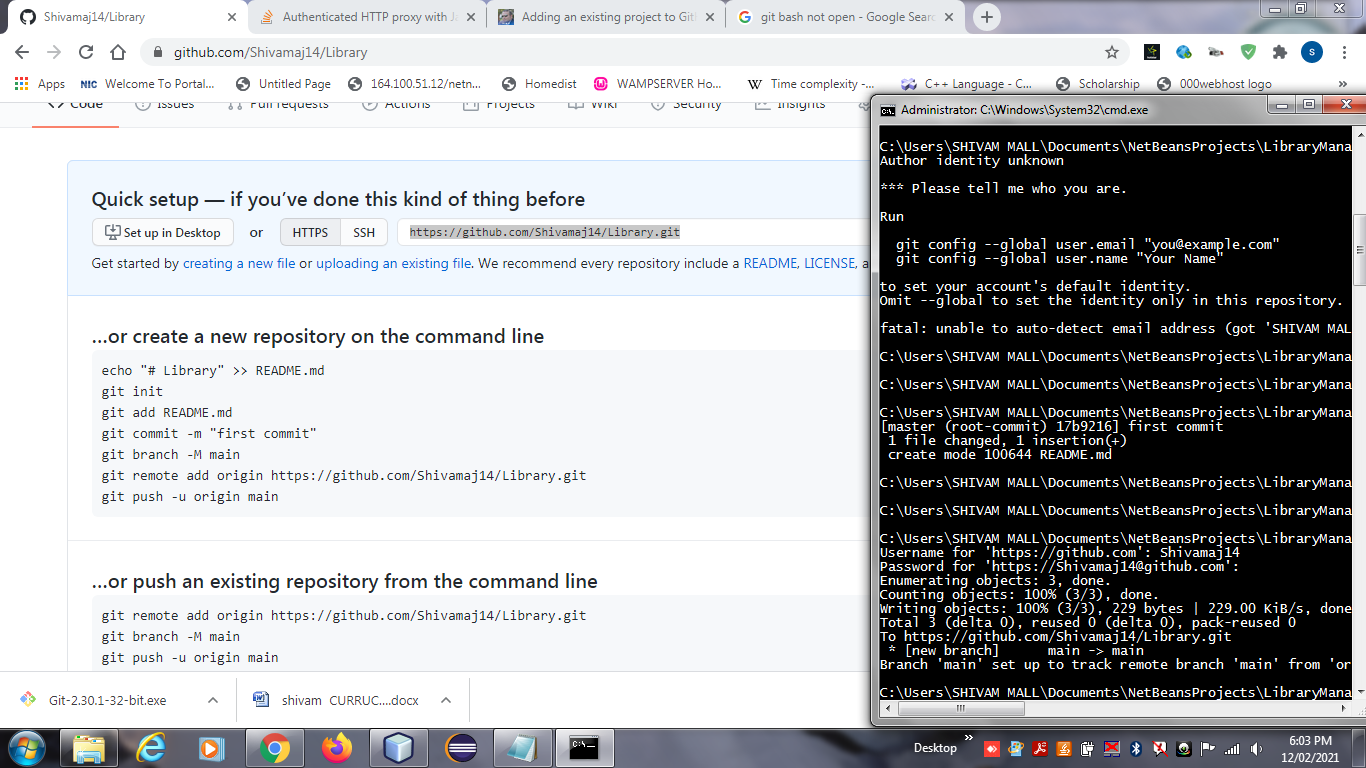 Shivamaj14/Library
Authenticated HTTP proxy with Ja
Adding an existing project to Git
git bash not open - Google Searc
github.com/Shivamaj14/Library
S
Apps
NIC Welcome To Portal...
Untitled Page
164.100.51.12/netn...
Homedist
WAMPSERVER Ho...
W Time complexity -...
C++ Language - C...
Scholarship
000webhost logo
»
Code
Issues
Pull requests
Actions
Projects
Wiki
Security
Insights
Quick setup — if you’ve done this kind of thing before
Set up in Desktop or HTTPS SSH https://github.com/Shivamaj14/Library.git
Get started by creating a new file or uploading an existing file. We recommend every repository include a README, LICENSE, a
…or create a new repository on the command line
echo "# Library" >> README.md
git init
git add README.md
git commit -m "first commit"
git branch -M main
git remote add origin https://github.com/Shivamaj14/Library.git
git push -u origin main
…or push an existing repository from the command line
git remote add origin https://github.com/Shivamaj14/Library.git
git branch -M main
git push -u origin main
Administrator: C:\Windows\System32\cmd.exe
C:\Users\SHIVAM MALL\Documents\NetBeansProjects\LibraryMana
Author identity unknown
*** Please tell me who you are.
Run
git config --global user.email "you@example.com"
git config --global user.name "Your Name"
to set your account's default identity.
Omit --global to set the identity only in this repository.
fatal: unable to auto-detect email address (got 'SHIVAM MAL
C:\Users\SHIVAM MALL\Documents\NetBeansProjects\LibraryMana
C:\Users\SHIVAM MALL\Documents\NetBeansProjects\LibraryMana
C:\Users\SHIVAM MALL\Documents\NetBeansProjects\LibraryMana
[master (root-commit) 17b9216] first commit
1 file changed, 1 insertion(+)
create mode 100644 README.md
C:\Users\SHIVAM MALL\Documents\NetBeansProjects\LibraryMana
C:\Users\SHIVAM MALL\Documents\NetBeansProjects\LibraryMana
C:\Users\SHIVAM MALL\Documents\NetBeansProjects\LibraryMana
Username for 'https://github.com': Shivamaj14
Password for 'https://Shivamaj14@github.com':
Enumerating objects: 3, done.
Counting objects: 100% (3/3), done.
Writing objects: 100% (3/3), 229 bytes | 229.00 KiB/s, done
Total 3 (delta 0), reused 0 (delta 0), pack-reused 0
To https://github.com/Shivamaj14/Library.git
* [new branch] main -> main
Branch 'main' set up to track remote branch 'main' from 'or
C:\Users\SHIVAM MALL\Documents\NetBeansProjects\LibraryMana
Git-2.30.1-32-bit.exe
shivam CURRUC....docx
Desktop »
6:03 PM
12/02/2021